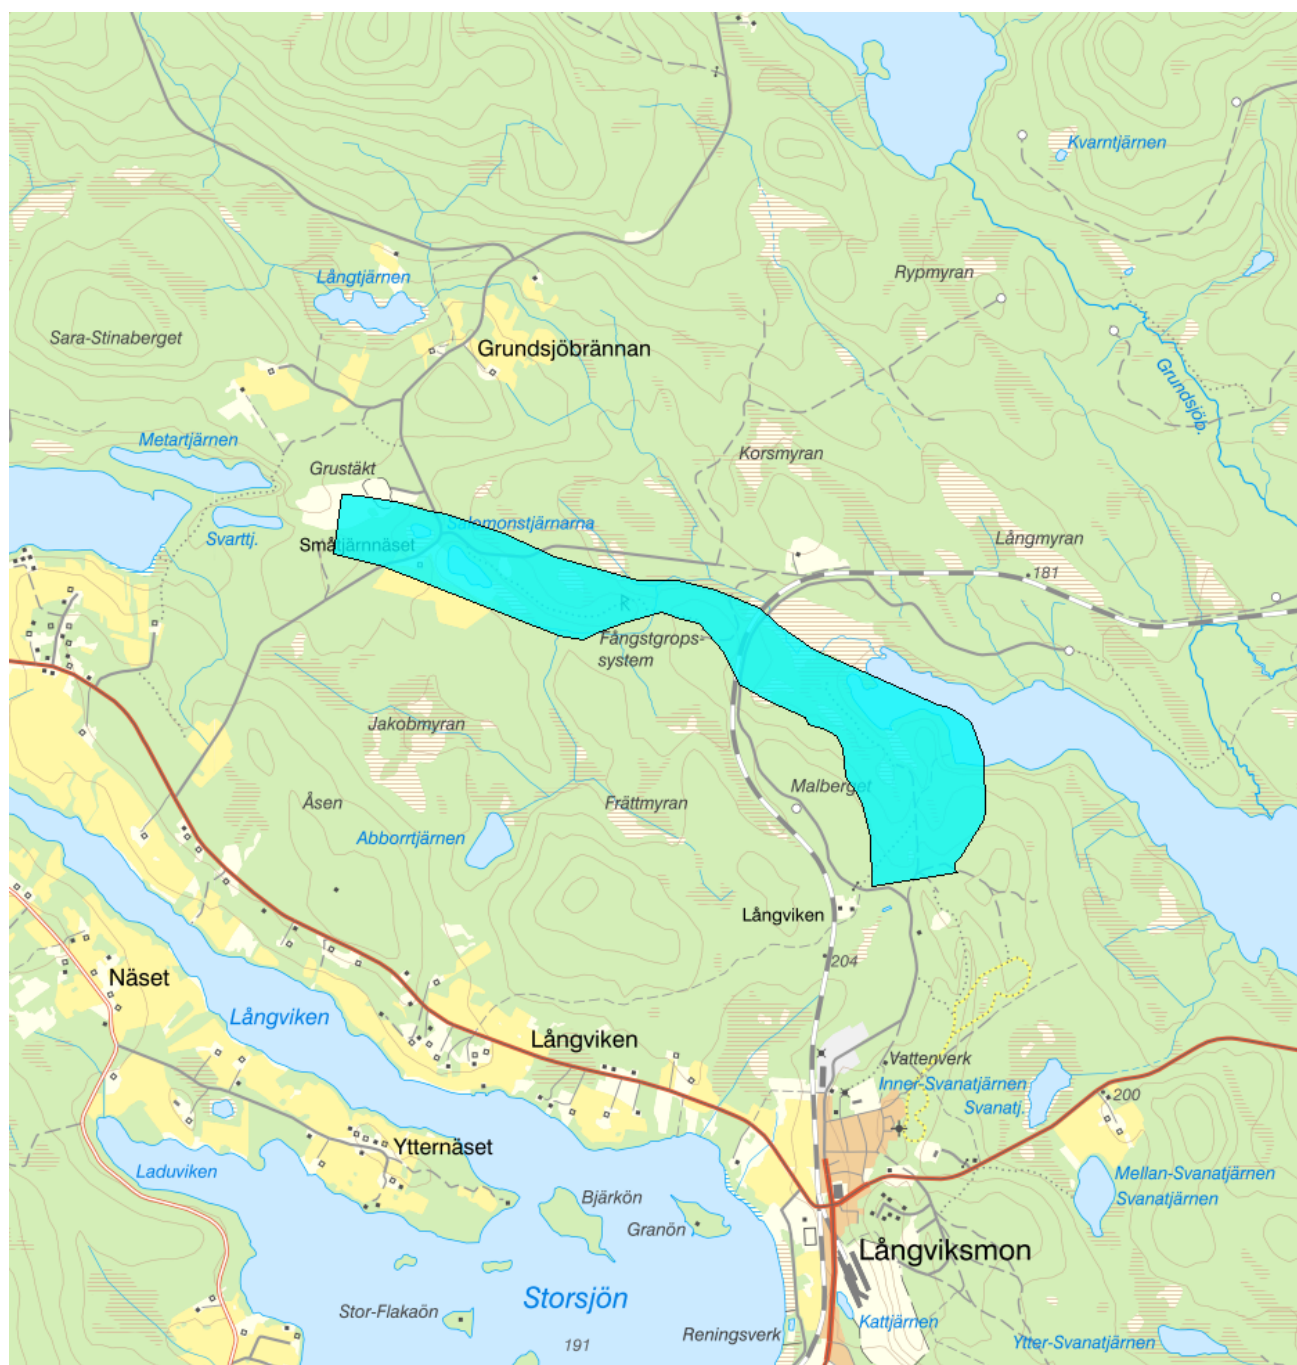 Kvarntjärnen
Rypmyran
Långtjärnen
Sara-Stinaberget
Grundsjöbrännan
Grundsjöb.
Metartjärnen
Korsmyran
Grustäkt
Salomonstjärnarna
Svarttj.
Småtjärnnäset
Långmyran
181
R
Fångstgrops-
system
Jakobmyran
Malberget
Åsen
Frättmyran
Abborrtjärnen
Långviken
204
Näset
Långviken
Långviken
Vattenverk
Inner-Svanatjärnen
Svanatj.
200
Ytternäset
Laduviken
Mellan-Svanatjärnen
Svanatjärnen
Bjärkön
Granön
Långviksmon
Storsjön
Stor-Flakaön
Kattjärnen
Reningsverk
191
Ytter-Svanatjärnen